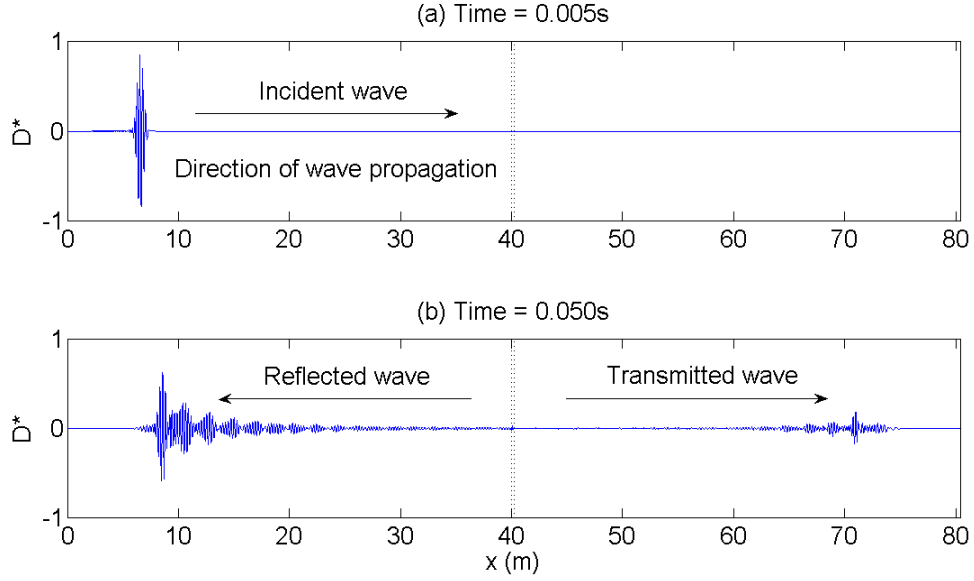 (a) Time = 0.005s
1
Incident wave
D*
0
Direction of wave propagation
-1
0 10 20 30 40 50 60 70 80
(b) Time = 0.050s
1
Reflected wave Transmitted wave
D*
0
-1
0 10 20 30 40 50 60 70 80
x (m)